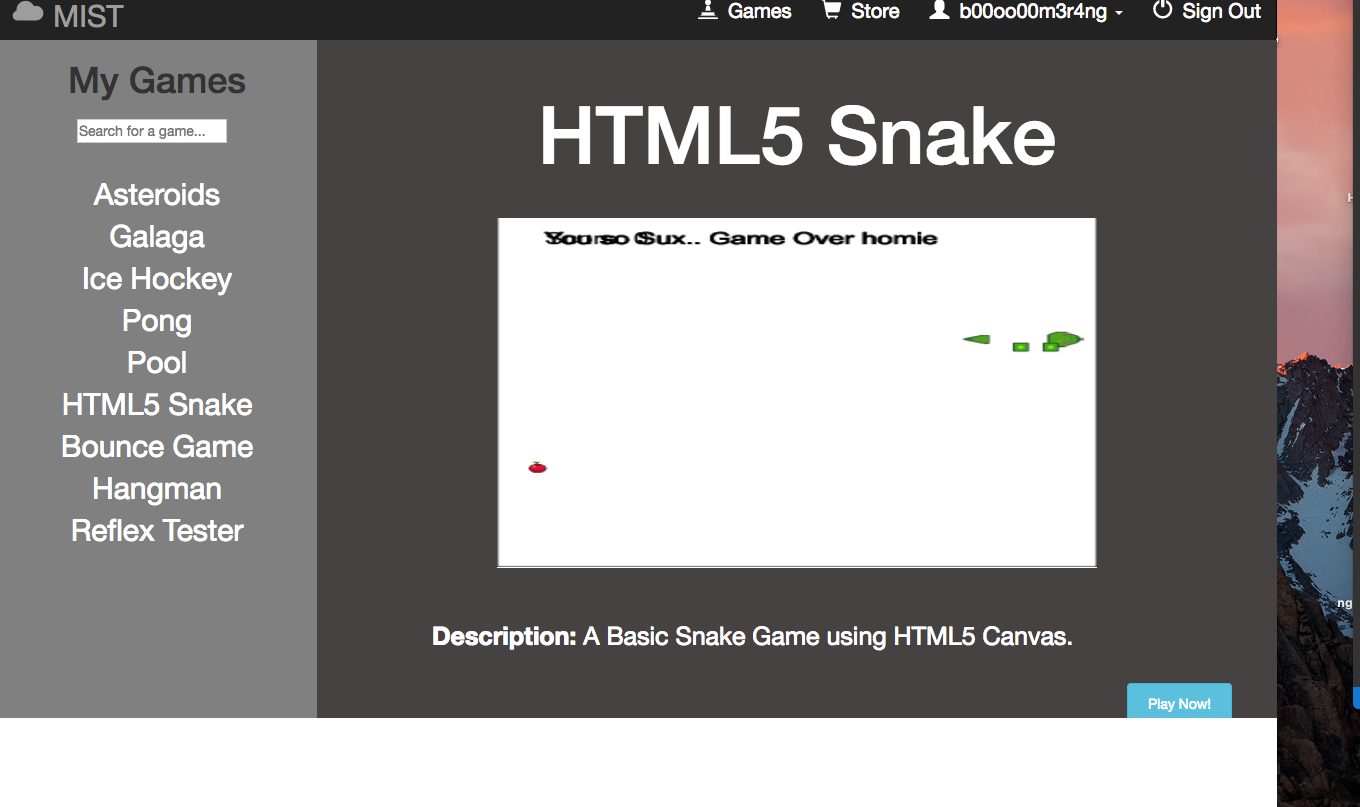 MIST
Games
Store
b00oo00m3r4ng
Sign Out
My Games
Search for a game...
Asteroids
Galaga
Ice Hockey
Pong
Pool
HTML5 Snake
Bounce Game
Hangman
Reflex Tester
HTML5 Snake
Sux.. Game Over homie
Description: A Basic Snake Game using HTML5 Canvas.
Play Now!
H
ng